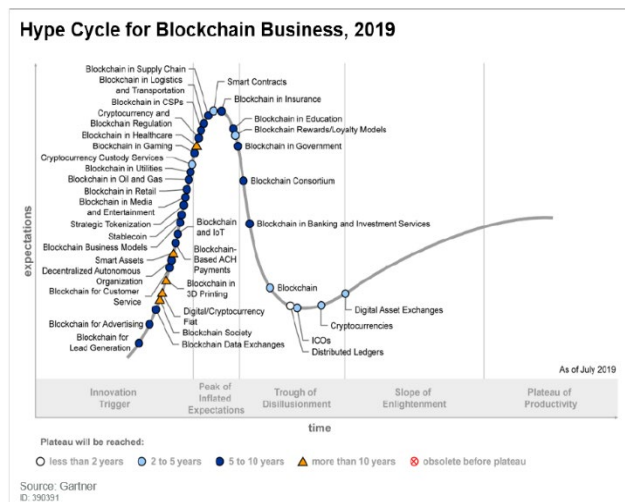 Hype Cycle for Blockchain Business, 2019
Blockchain in Supply Chain
Blockchain in Logistics
and Transportation
Blockchain in CSPs
Cryptocurrency and
Blockchain Regulation
Blockchain in Healthcare
Blockchain in Gaming
Cryptocurrency Custody Services
Blockchain in Utilities
Blockchain in Oil and Gas
Blockchain in Retail
Blockchain in Media
and Entertainment
Strategic Tokenization
Stablecoin
Blockchain Business Models
Smart Assets
Decentralized Autonomous
Organization
Blockchain for Customer
Service
Blockchain for Advertising
Blockchain for
Lead Generation
Smart Contracts
Blockchain in Insurance
Blockchain in Education
Blockchain Rewards/Loyalty Models
Blockchain in Government
Blockchain Consortium
Blockchain in Banking and Investment Services
Blockchain
and IoT
Blockchain-
Based ACH
Payments
Blockchain in
3D Printing
Digital/Cryptocurrency
Fiat
Blockchain Society
Blockchain Data Exchanges
Blockchain
Digital Asset Exchanges
Cryptocurrencies
ICOs
Distributed Ledgers
expectations
As of July 2019
Innovation
Trigger
Peak of
Inflated
Expectations
Trough of
Disillusionment
Slope of
Enlightenment
Plateau of
Productivity
time
Plateau will be reached:
less than 2 years
2 to 5 years
5 to 10 years
more than 10 years
obsolete before plateau
Source: Gartner
ID: 390391